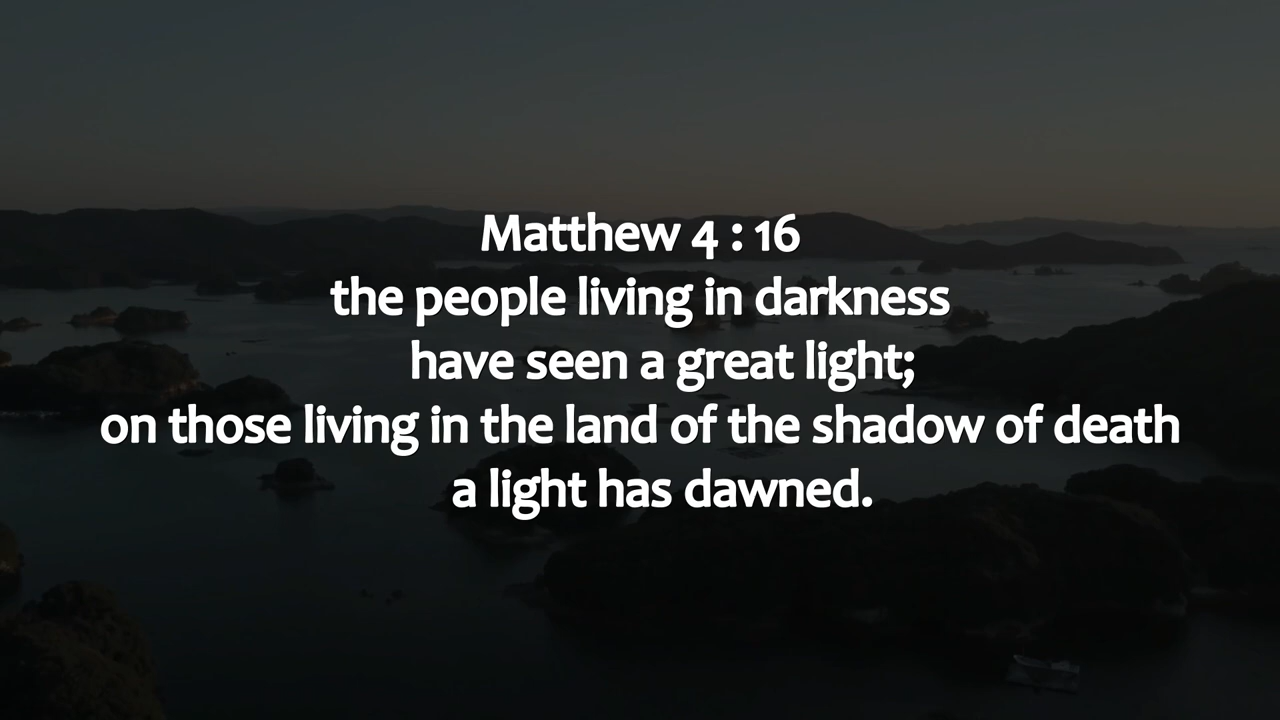 Matthew 4 : 16
the people living in darkness
have seen a great light;
on those living in the land of the shadow of death
a light has dawned.